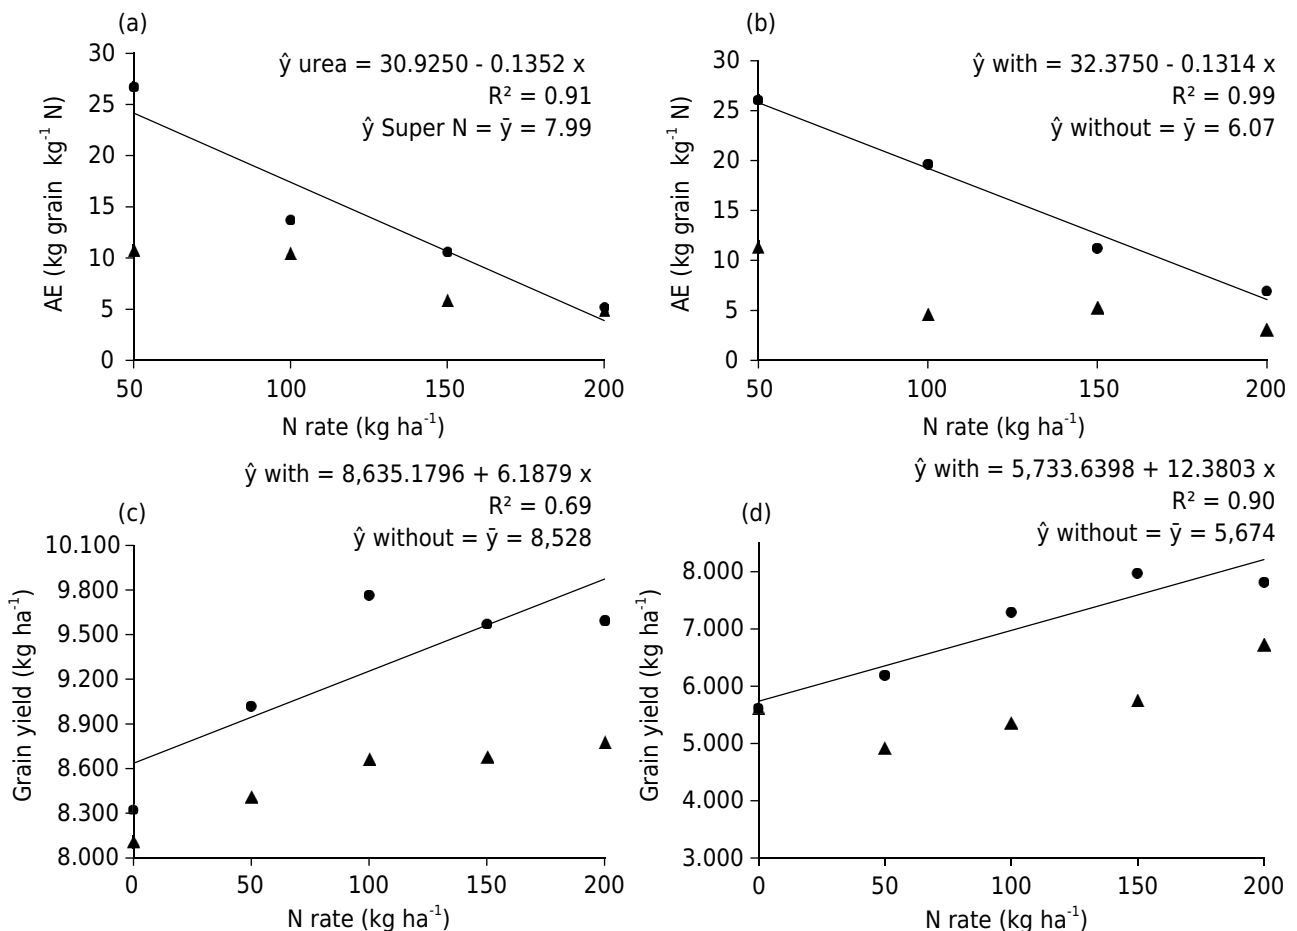 (a)
ŷ urea = 30.9250 - 0.1352 x
R² = 0.91
ŷ Super N = ȳ = 7.99
AE (kg grain kg⁻¹ N)
30
25
20
15
10
5
0
50 100 150 200
N rate (kg ha⁻¹)
(b)
ŷ with = 32.3750 - 0.1314 x
R² = 0.99
ŷ without = ȳ = 6.07
AE (kg grain kg⁻¹ N)
30
25
20
15
10
5
0
50 100 150 200
N rate (kg ha⁻¹)
ŷ with = 8,635.1796 + 6.1879 x
R² = 0.69
(c)
ŷ without = ȳ = 8,528
Grain yield (kg ha⁻¹)
10.100
9.800
9.500
9.200
8.900
8.600
8.300
8.000
0 50 100 150 200
N rate (kg ha⁻¹)
ŷ with = 5,733.6398 + 12.3803 x
R² = 0.90
(d)
ŷ without = ȳ = 5,674
Grain yield (kg ha⁻¹)
8.000
7.000
6.000
5.000
4.000
3.000
0 50 100 150 200
N rate (kg ha⁻¹)